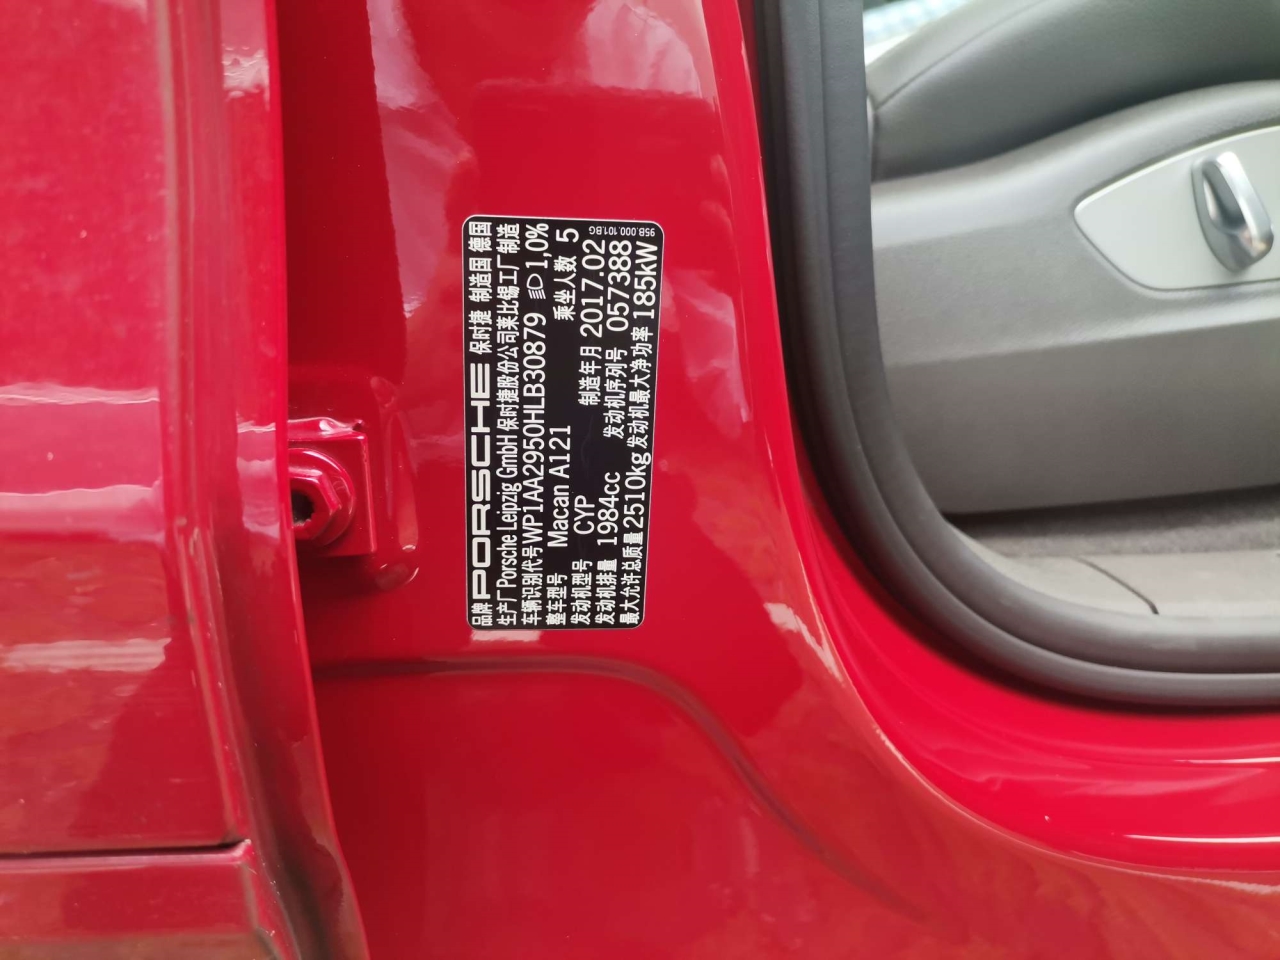 品牌 PORSCHE 保时捷 制造国 德国
生产厂 Porsche Leipzig GmbH 保时捷股份公司莱比锡工厂制造
车辆识别代号 WP1AA2950HLB30879 1,0%
整车型号 Macan A121 乘坐人数 5
发动机型号 CYP 制造年月 2017.02
发动机排量 1984cc 发动机序列号 057388
最大允许总质量 2510kg 发动机最大净功率 185kW
95B.000.101.BG